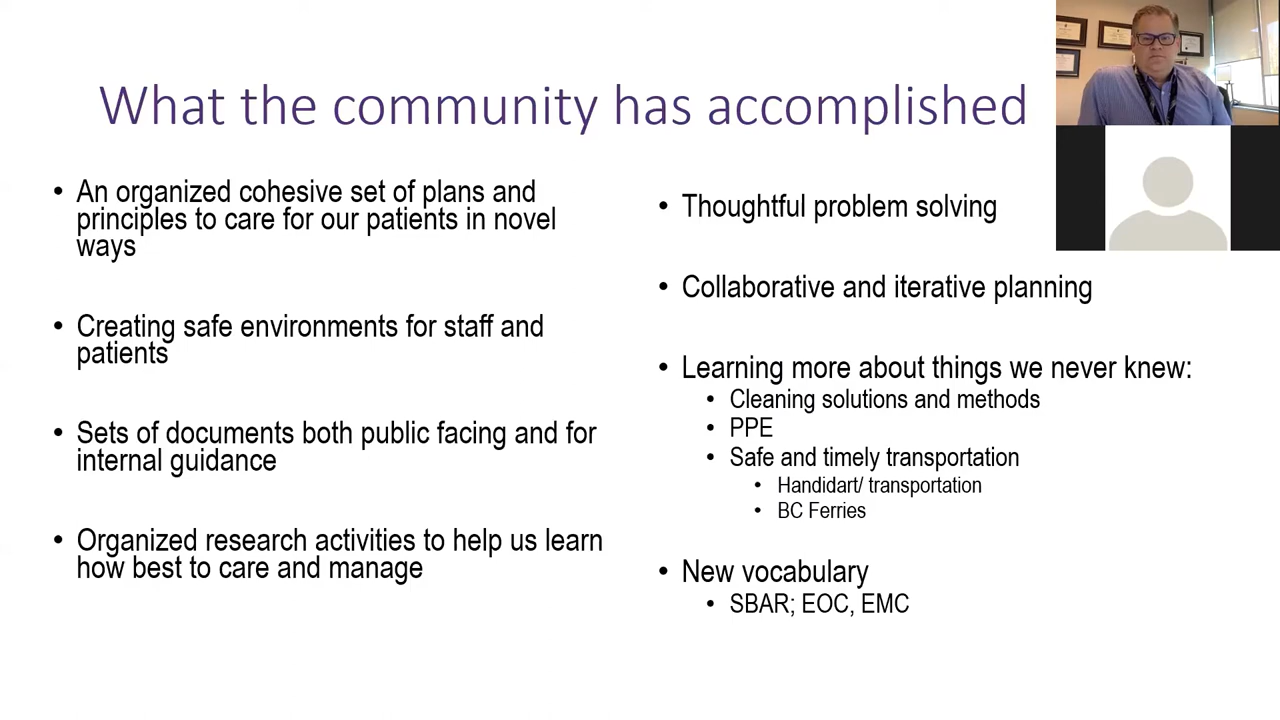 What the community has accomplished
• An organized cohesive set of plans and
principles to care for our patients in novel
ways
• Creating safe environments for staff and
patients
• Sets of documents both public facing and for
internal guidance
• Organized research activities to help us learn
how best to care and manage
• Thoughtful problem solving
• Collaborative and iterative planning
• Learning more about things we never knew:
• Cleaning solutions and methods
• PPE
• Safe and timely transportation
• Handidart/ transportation
• BC Ferries
• New vocabulary
• SBAR; EOC, EMC